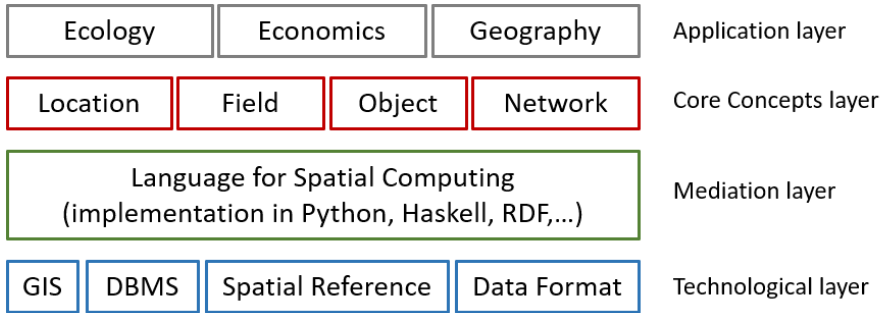 Ecology Economics Geography Application layer
Location Field Object Network Core Concepts layer
Language for Spatial Computing
(implementation in Python, Haskell, RDF,...) Mediation layer
GIS DBMS Spatial Reference Data Format Technological layer